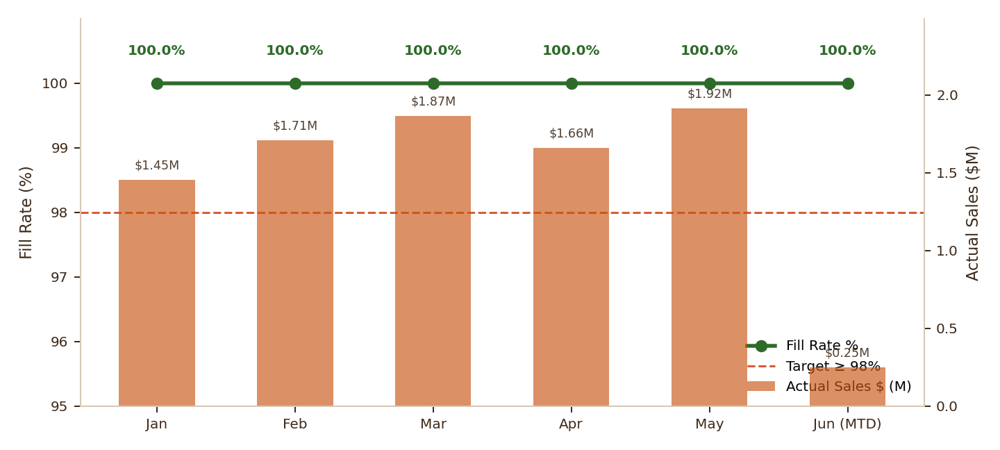 100.0% 100.0% 100.0% 100.0% 100.0% 100.0%
100
99
98
97
96
95
Fill Rate (%)
$1.45M
$1.71M
$1.87M
$1.66M
$1.92M
$0.25M
2.0
1.5
1.0
0.5
0.0
Actual Sales ($M)
Fill Rate %
Target ≥ 98%
Actual Sales $ (M)
Jan Feb Mar Apr May Jun (MTD)